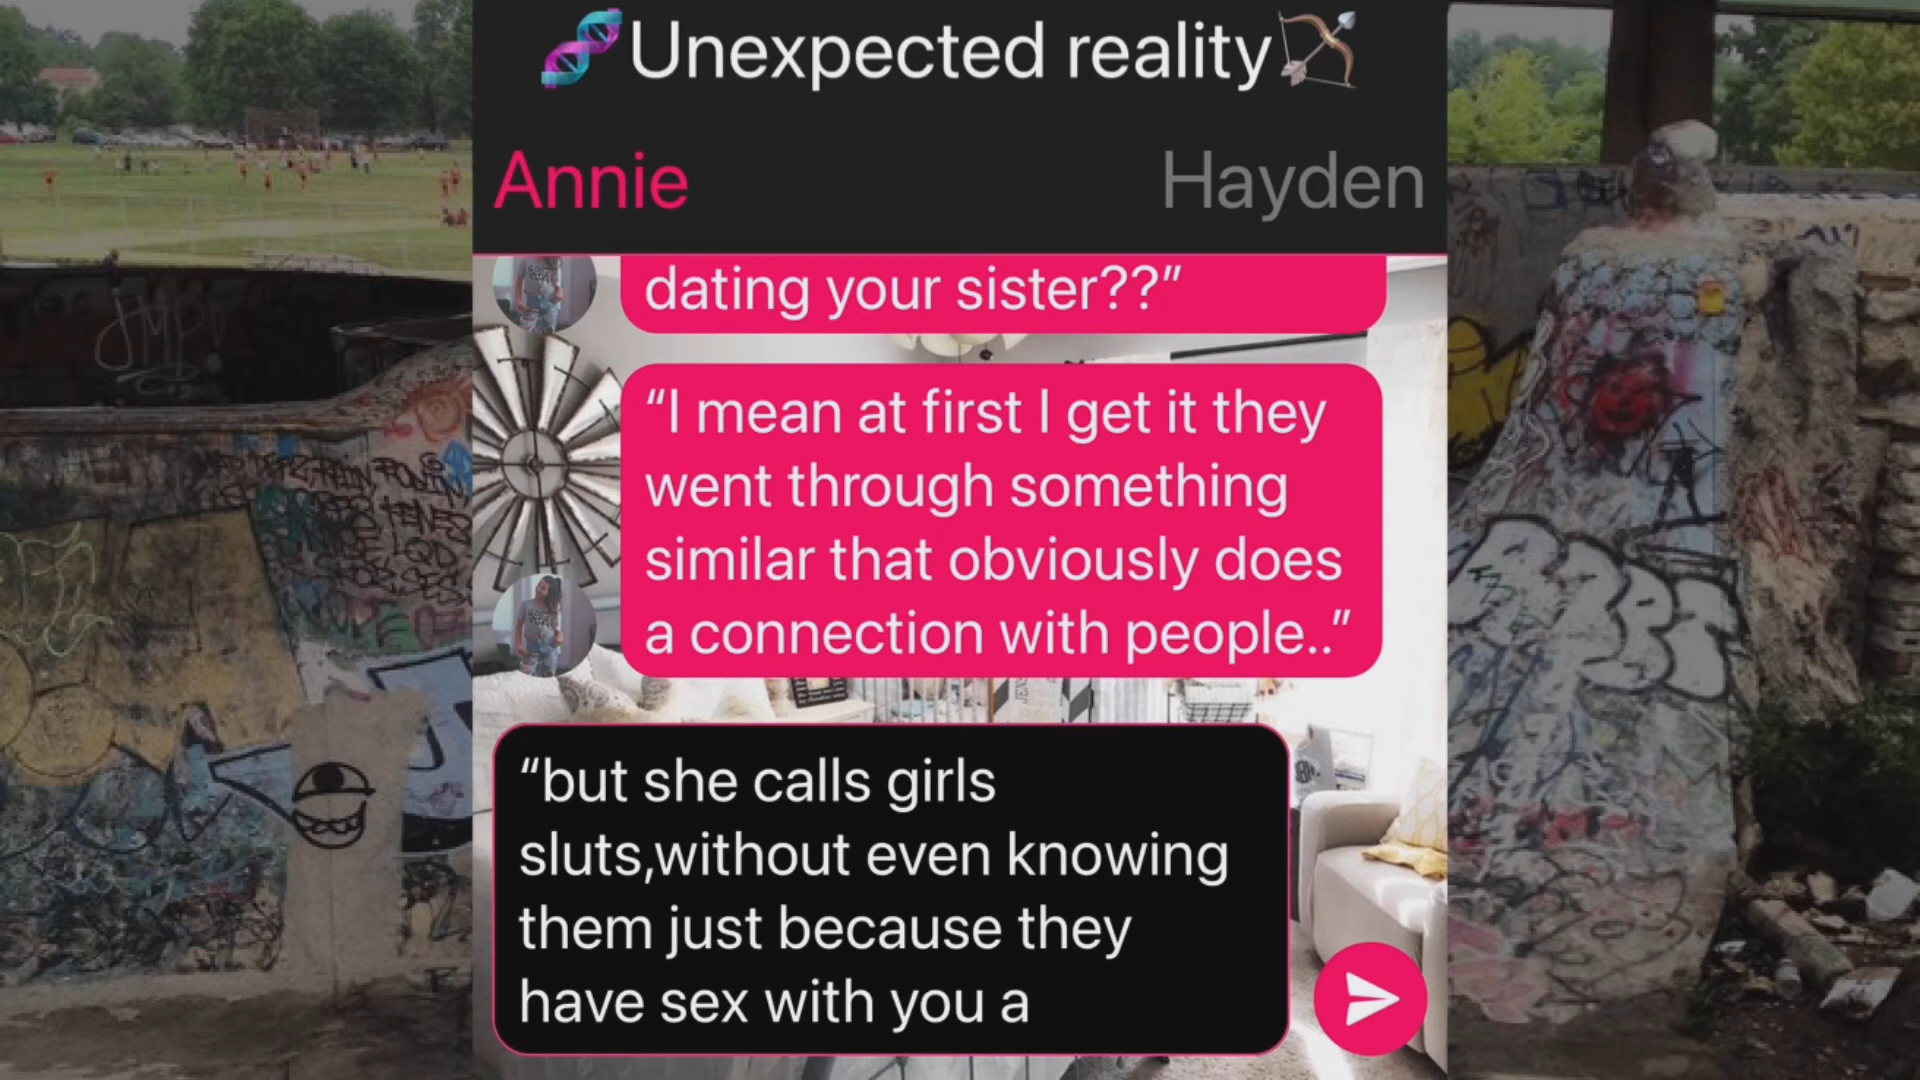 🧬Unexpected reality🏹
Annie
Hayden
dating your sister??”
“I mean at first I get it they
went through something
similar that obviously does
a connection with people..”
“but she calls girls
sluts,without even knowing
them just because they
have sex with you a